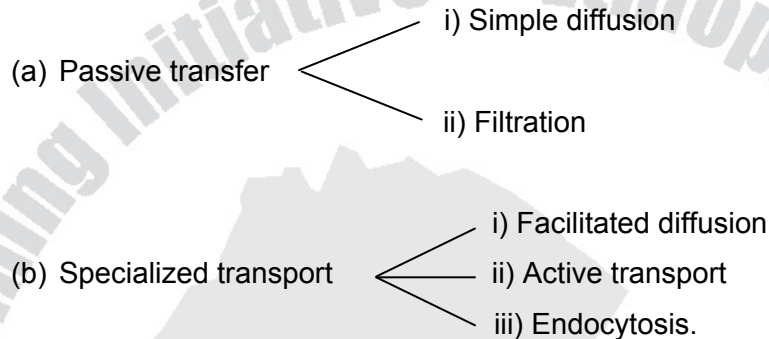 i) Simple diffusion
(a) Passive transfer
ii) Filtration
i) Facilitated diffusion
(b) Specialized transport
ii) Active transport
iii) Endocytosis.